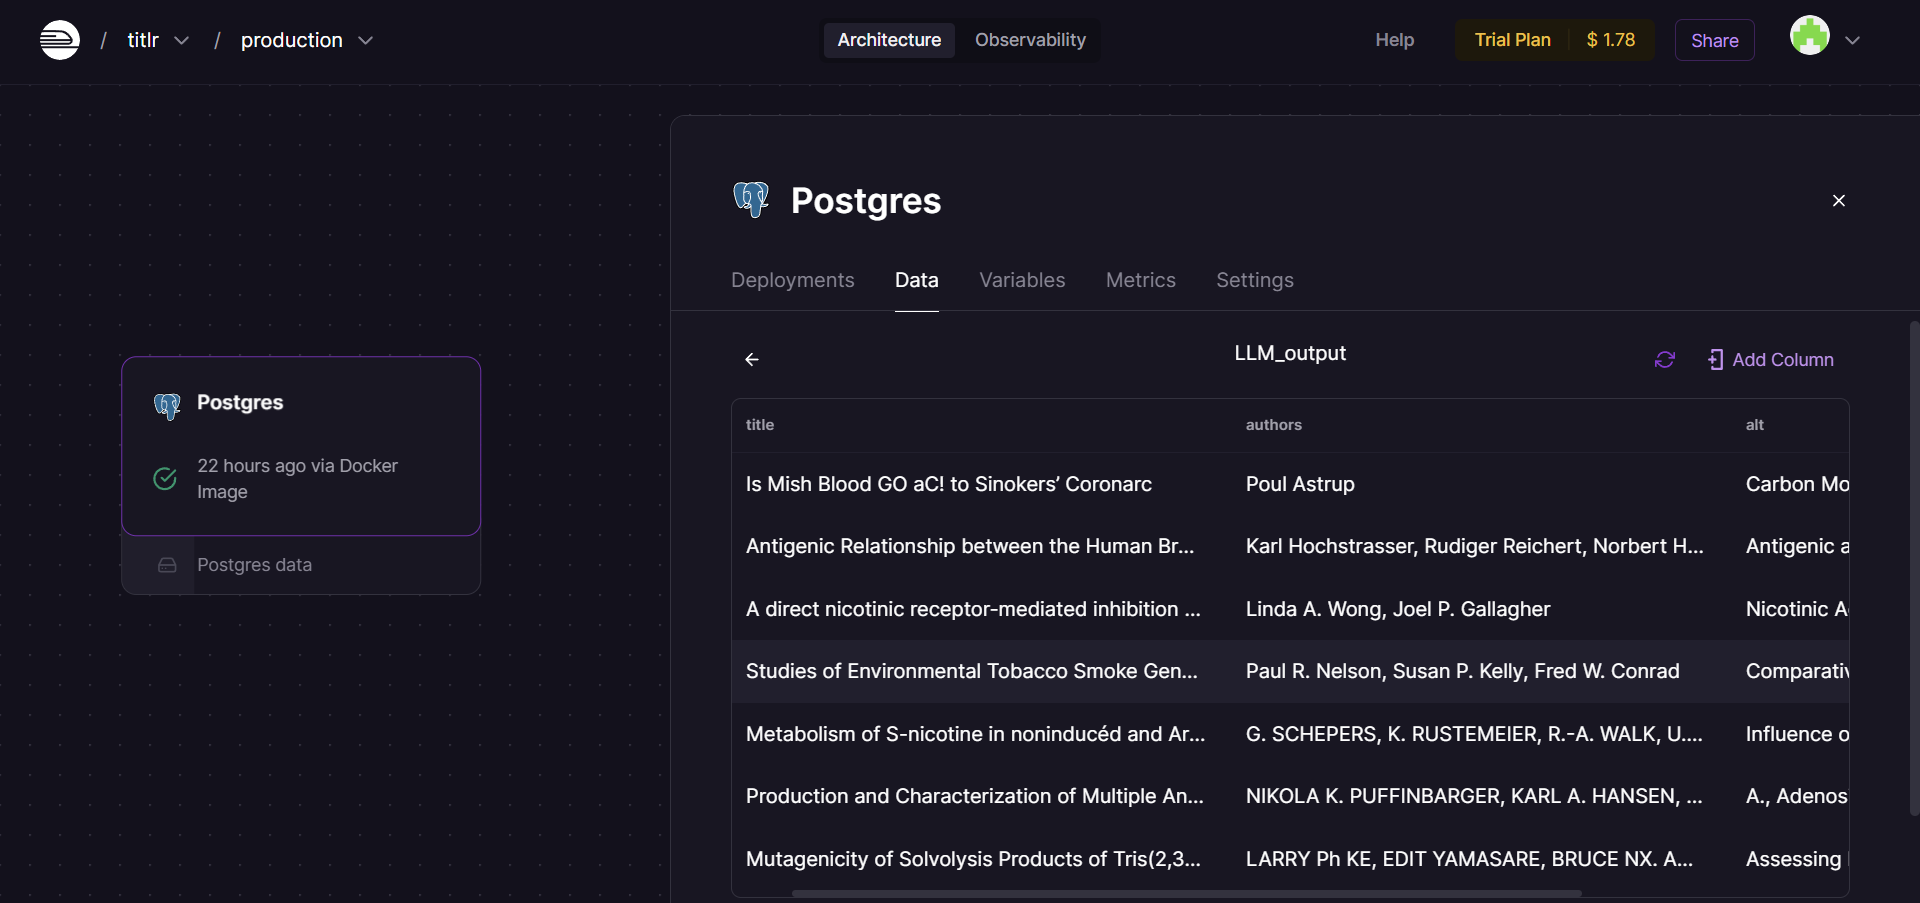 / titlr / production
Architecture Observability
Help Trial Plan $ 1.78 Share
Postgres
Deployments Data Variables Metrics Settings
LLM_output
Add Column
Postgres
22 hours ago via Docker
Image
Postgres data
title authors alt
Is Mish Blood GO aC! to Sinokers’ Coronarc Poul Astrup Carbon Mo
Antigenic Relationship between the Human Br... Karl Hochstrasser, Rudiger Reichert, Norbert H... Antigenic a
A direct nicotinic receptor-mediated inhibition ... Linda A. Wong, Joel P. Gallagher Nicotinic A
Studies of Environmental Tobacco Smoke Gen... Paul R. Nelson, Susan P. Kelly, Fred W. Conrad Comparativ
Metabolism of S-nicotine in noninducéd and Ar... G. SCHEPERS, K. RUSTEMEIER, R.-A. WALK, U.... Influence o
Production and Characterization of Multiple An... NIKOLA K. PUFFINBARGER, KARL A. HANSEN, ... A., Adenos
Mutagenicity of Solvolysis Products of Tris(2,3... LARRY Ph KE, EDIT YAMASARE, BRUCE NX. A... Assessing